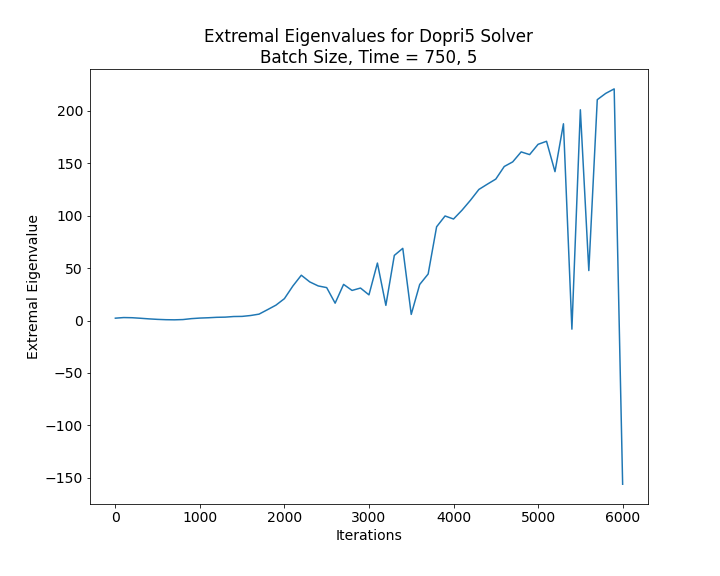 Extremal Eigenvalues for Dopri5 Solver
Batch Size, Time = 750, 5
200
150
100
50
0
−50
−100
−150
Extremal Eigenvalue
0 1000 2000 3000 4000 5000 6000
Iterations